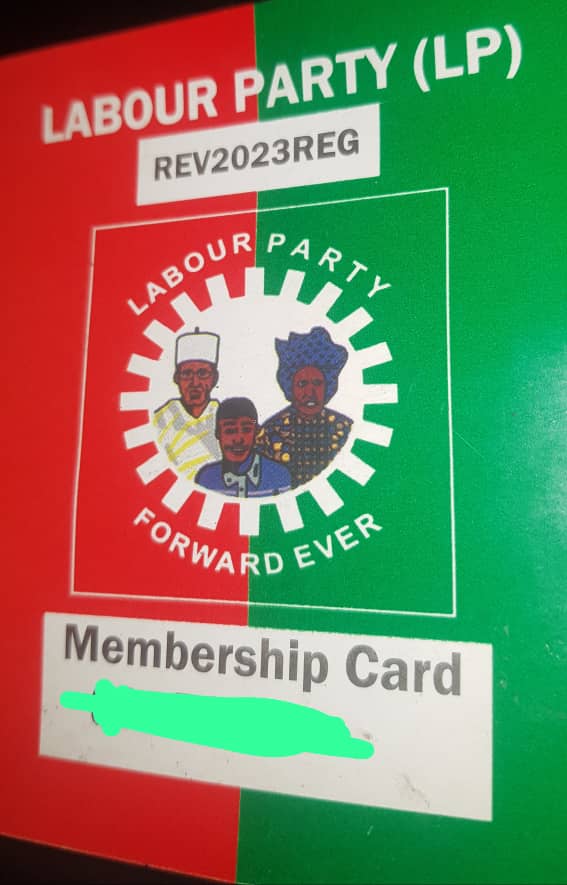 LABOUR PARTY (LP)
REV2023REG
LABOUR PARTY
FORWARD EVER
Membership Card